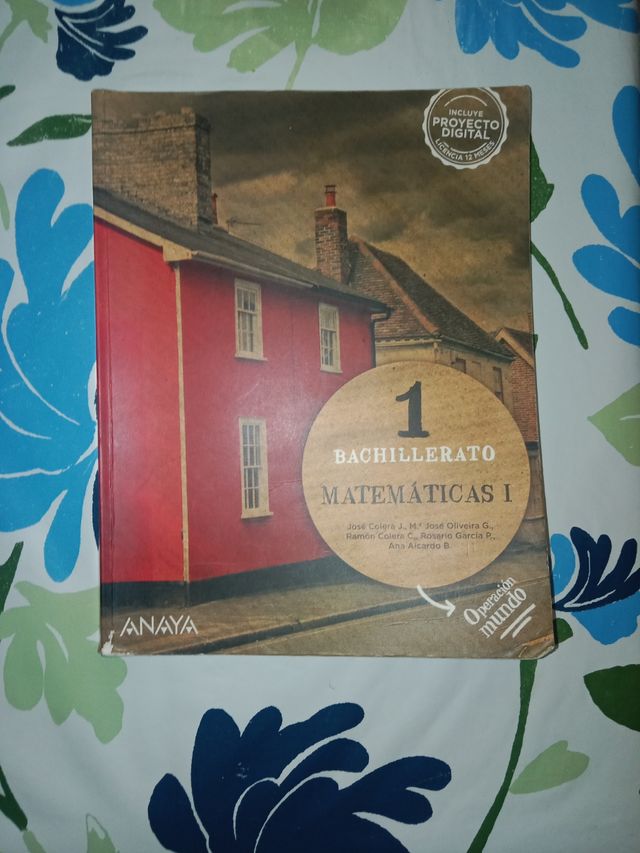 INCLUYE
PROYECTO
DIGITAL
LICENCIA 12 MESES
1
BACHILLERATO
MATEMÁTICAS I
José Colera J., M.ª José Oliveira G.,
Ramón Colera C., Rosario García P.,
Ana Aicardo B.
Operación
mundo
ANAYA